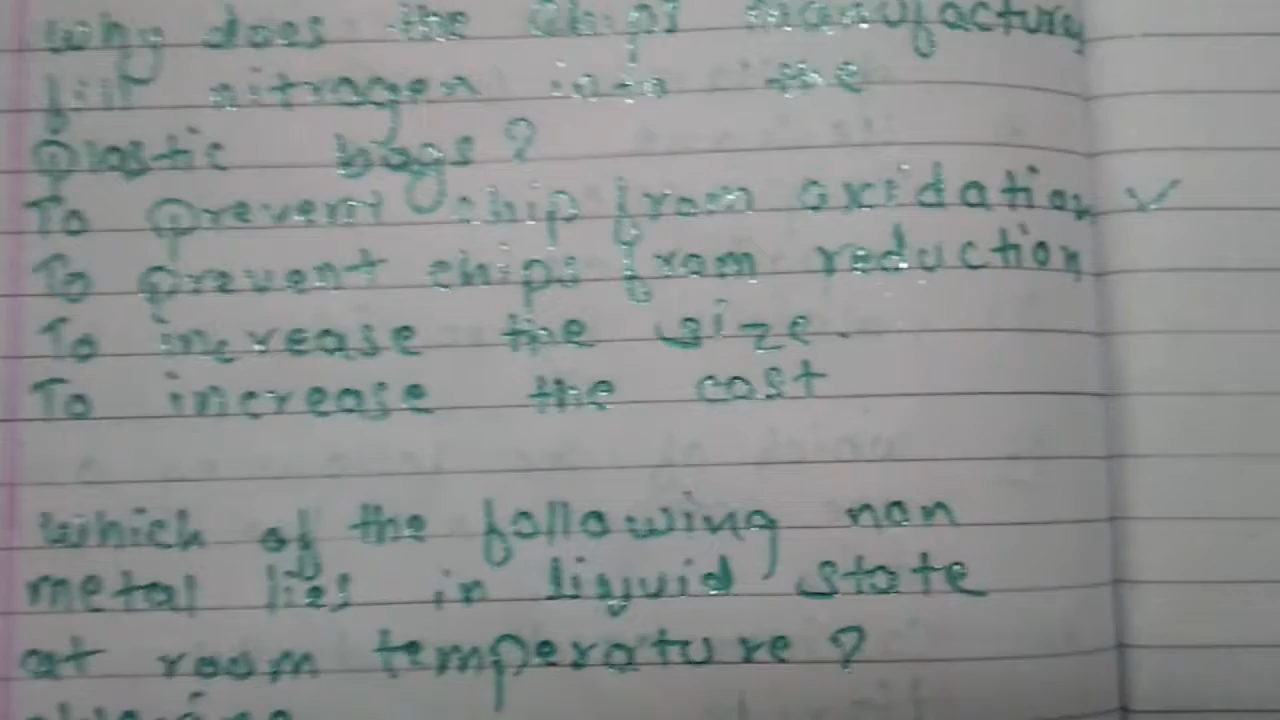 Why does the chips manufactury
fill nitrogen into the
plastic bags?
To prevent chip from oxidation ✓
To prevent chips from reduction
To increase the size.
To increase the cost
Which of the following non
metal lies in liquid state
at room temperature?